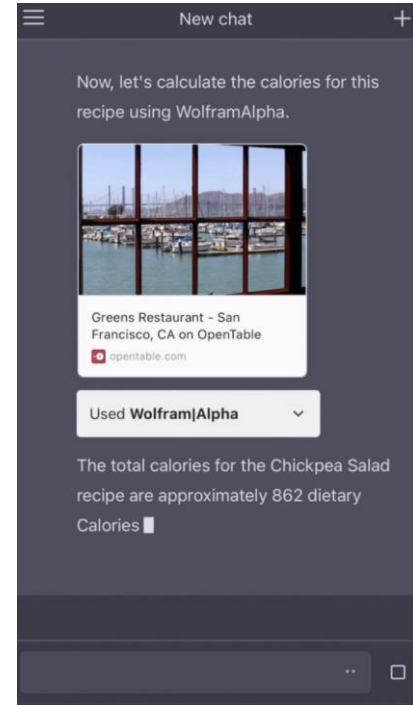 New chat
Now, let's calculate the calories for this
recipe using WolframAlpha.
Greens Restaurant - San
Francisco, CA on OpenTable
opentable.com
Used Wolfram|Alpha
The total calories for the Chickpea Salad
recipe are approximately 862 dietary
Calories